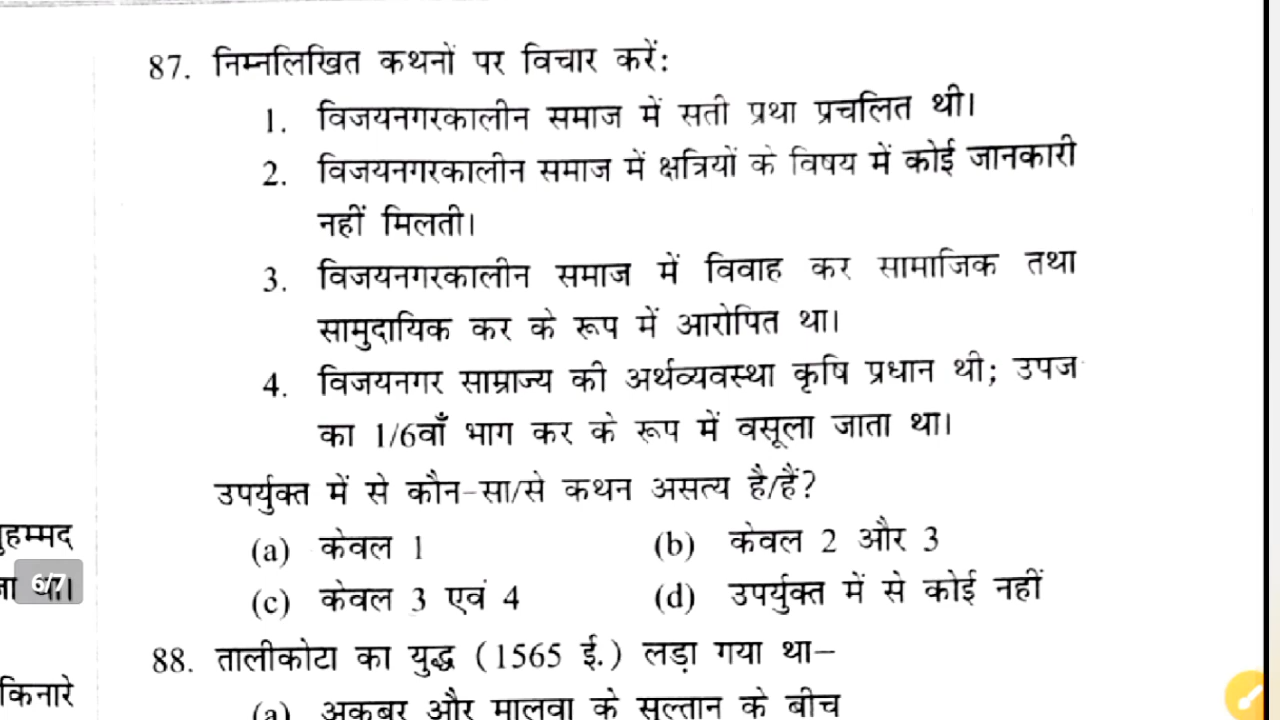 87. निम्नलिखित कथनों पर विचार करें:
1. विजयनगरकालीन समाज में सती प्रथा प्रचलित थी।
2. विजयनगरकालीन समाज में क्षत्रियों के विषय में कोई जानकारी
नहीं मिलती।
3. विजयनगरकालीन समाज में विवाह कर सामाजिक तथा
सामुदायिक कर के रूप में आरोपित था।
4. विजयनगर साम्राज्य की अर्थव्यवस्था कृषि प्रधान थी; उपज
का 1/6वाँ भाग कर के रूप में वसूला जाता था।
उपर्युक्त में से कौन-सा/से कथन असत्य है/हैं?
(a) केवल 1 (b) केवल 2 और 3
(c) केवल 3 एवं 4 (d) उपर्युक्त में से कोई नहीं
88. तालीकोटा का युद्ध (1565 ई.) लड़ा गया था–
(a) अकबर और मालवा के सुल्तान के बीच
6/7
किनारे